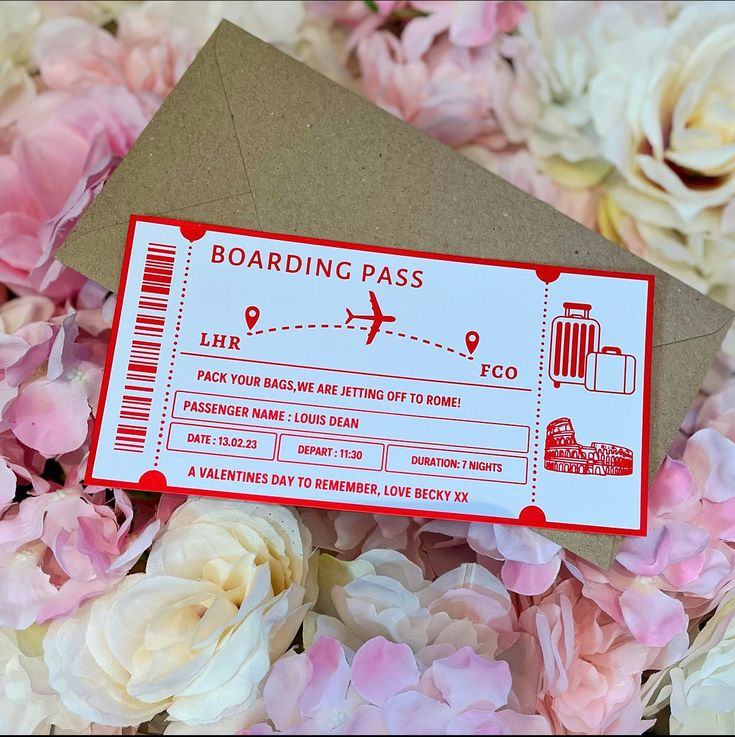 BOARDING PASS
LHR
FCO
PACK YOUR BAGS,WE ARE JETTING OFF TO ROME!
PASSENGER NAME : LOUIS DEAN
DATE : 13.02.23
DEPART : 11:30
DURATION: 7 NIGHTS
A VALENTINES DAY TO REMEMBER, LOVE BECKY XX